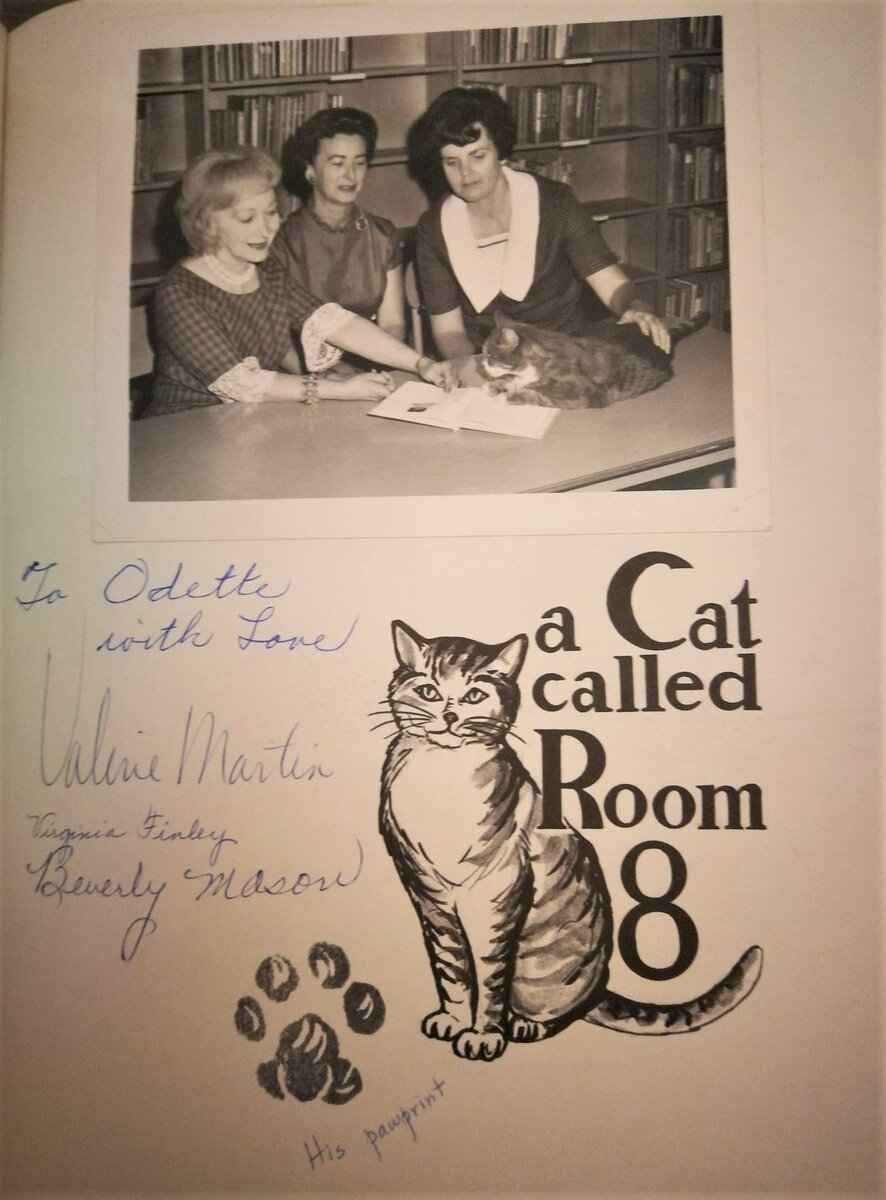 To Odette
with Love
Valerie Martin
Virginia Finley
Beverly Mason
a Cat
called
Room
8
His pawprint